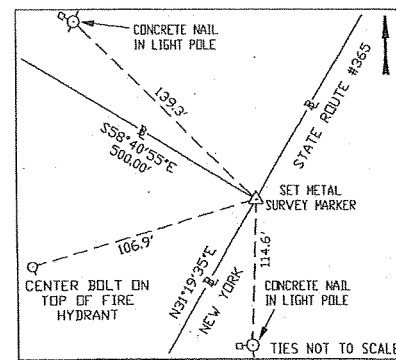 CONCRETE NAIL
IN LIGHT POLE
139.3'
STATE ROUTE #365
B
S58°40'55"E
500.00'
SET METAL
SURVEY MARKER
106.9'
114.6'
CENTER BOLT ON
TOP OF FIRE
HYDRANT
N31°19'35"E
B
NEW YORK
CONCRETE NAIL
IN LIGHT POLE
TIES NOT TO SCALE